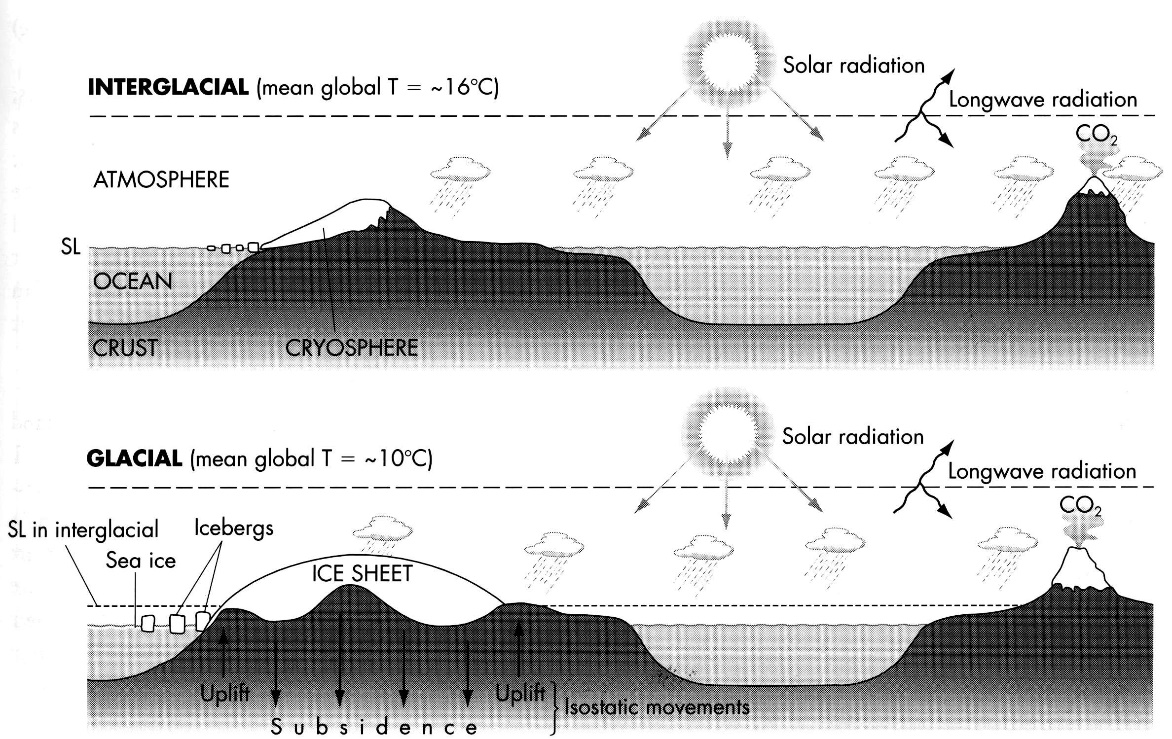 Solar radiation
INTERGLACIAL (mean global T = ~16°C)
Longwave radiation
CO₂
ATMOSPHERE
SL
OCEAN
CRUST
CRYOSPHERE
Solar radiation
GLACIAL (mean global T = ~10°C)
Longwave radiation
CO₂
SL in interglacial
Icebergs
Sea ice
ICE SHEET
Uplift
Uplift
Isostatic movements
Subsidence